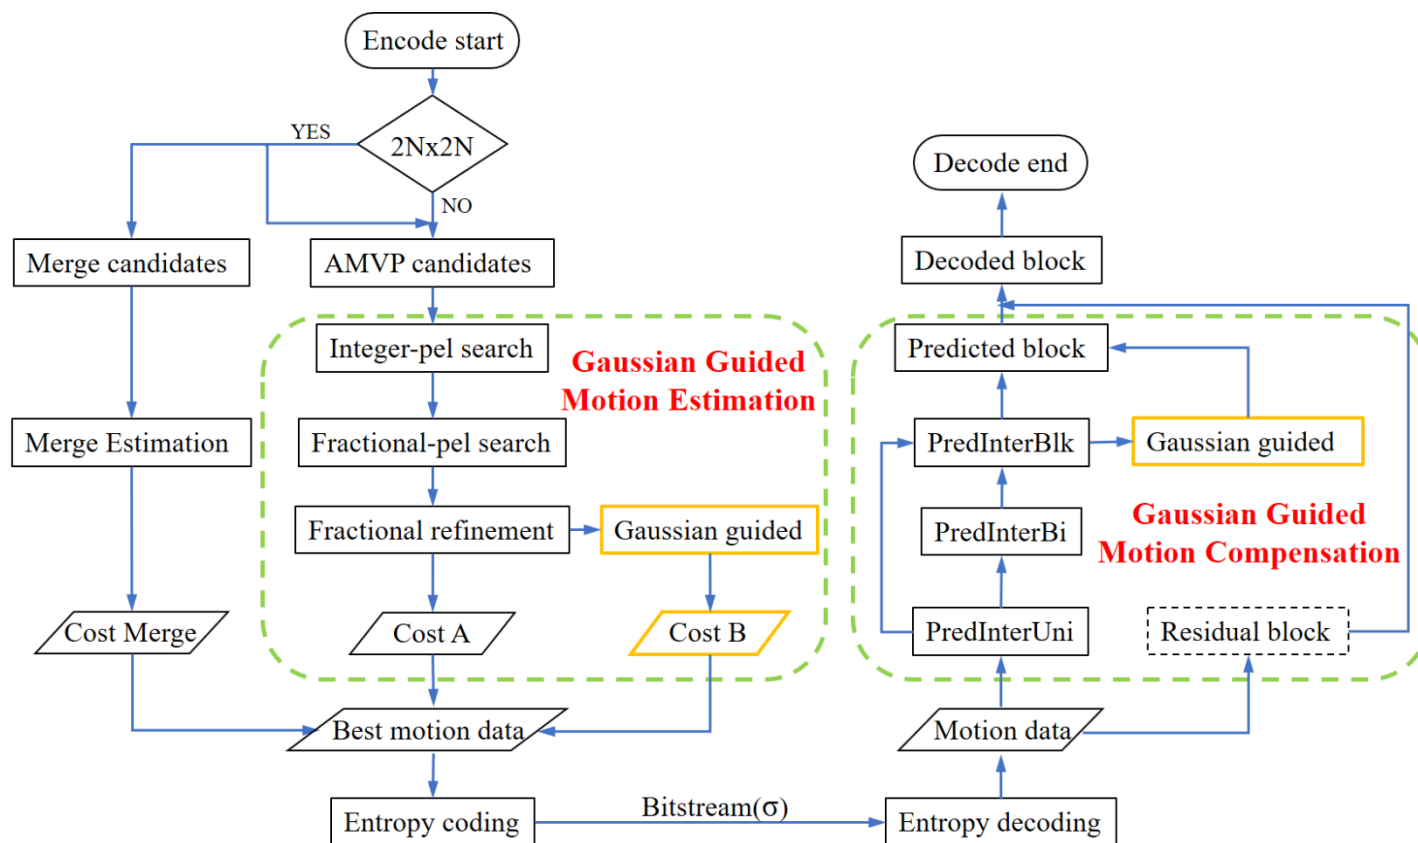 Encode start
YES
2Nx2N
NO
Merge candidates
AMVP candidates
Integer-pel search
Gaussian Guided
Motion Estimation
Merge Estimation
Fractional-pel search
Fractional refinement
Gaussian guided
Cost Merge
Cost A
Cost B
Best motion data
Entropy coding
Bitstream(σ)
Decode end
Decoded block
Predicted block
PredInterBlk
Gaussian guided
PredInterBi
Gaussian Guided
Motion Compensation
PredInterUni
Residual block
Motion data
Entropy decoding